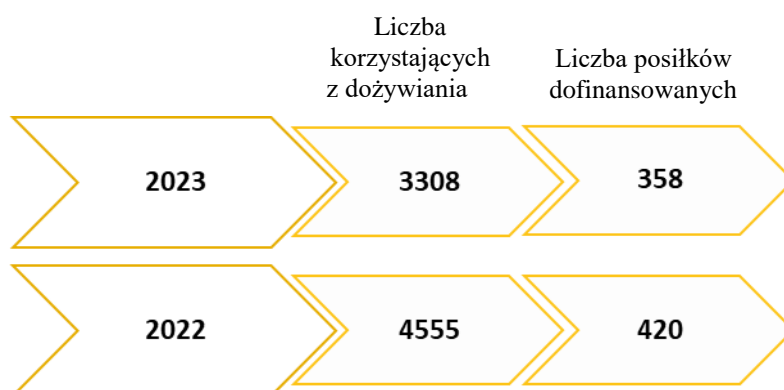 Liczba
korzystających
z dożywiania
Liczba posiłków
dofinansowanych
2023 3308 358
2022 4555 420